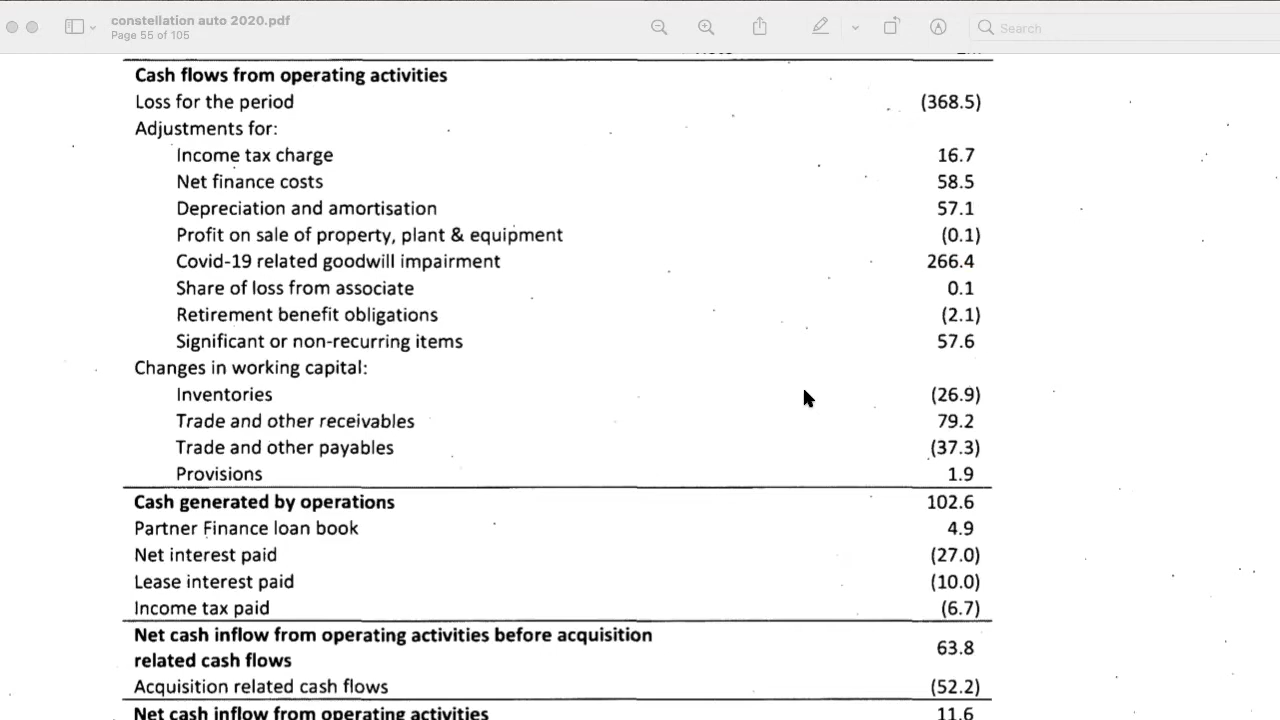 constellation auto 2020.pdf
Page 55 of 105
Search
Cash flows from operating activities
Loss for the period (368.5)
Adjustments for:
Income tax charge 16.7
Net finance costs 58.5
Depreciation and amortisation 57.1
Profit on sale of property, plant & equipment (0.1)
Covid-19 related goodwill impairment 266.4
Share of loss from associate 0.1
Retirement benefit obligations (2.1)
Significant or non-recurring items 57.6
Changes in working capital:
Inventories (26.9)
Trade and other receivables 79.2
Trade and other payables (37.3)
Provisions 1.9
Cash generated by operations 102.6
Partner Finance loan book 4.9
Net interest paid (27.0)
Lease interest paid (10.0)
Income tax paid (6.7)
Net cash inflow from operating activities before acquisition
related cash flows 63.8
Acquisition related cash flows (52.2)
Net cash inflow from operating activities 11.6